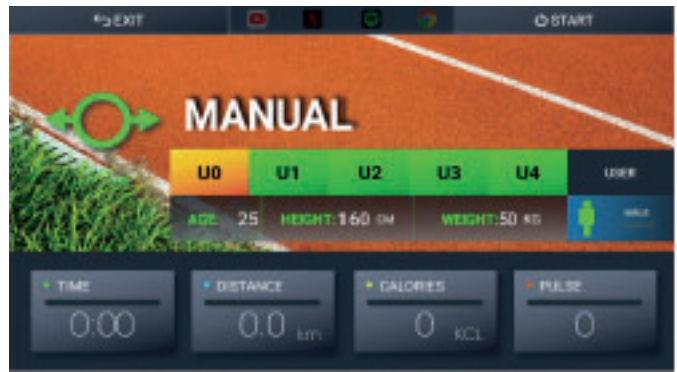 EXIT START
MANUAL
U0 U1 U2 U3 U4 USER
AGE: 25 HEIGHT:160 CM WEIGHT:50 KG
TIME DISTANCE CALORIES PULSE
0:00 0.0 km 0 KCL 0